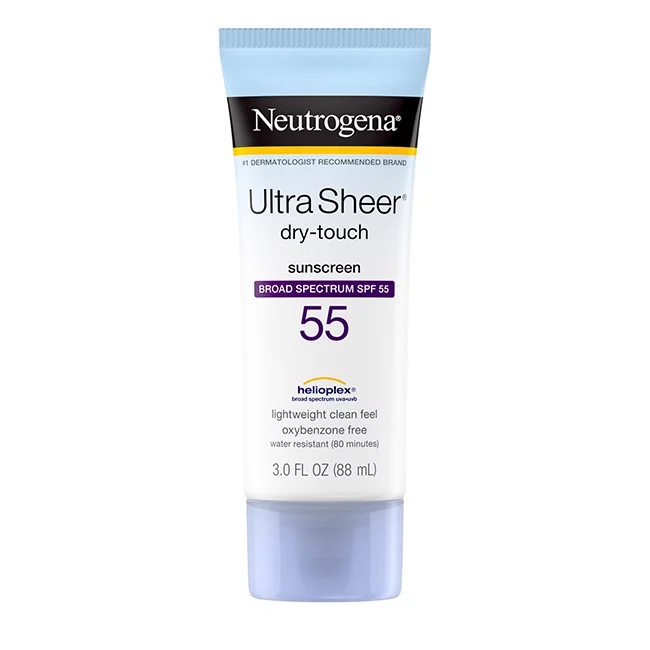 Neutrogena®
#1 DERMATOLOGIST RECOMMENDED BRAND
Ultra Sheer®
dry-touch
sunscreen
BROAD SPECTRUM SPF 55
55
helioplex®
broad spectrum uva•uvb
lightweight clean feel
oxybenzone free
water resistant (80 minutes)
3.0 FL OZ (88 mL)